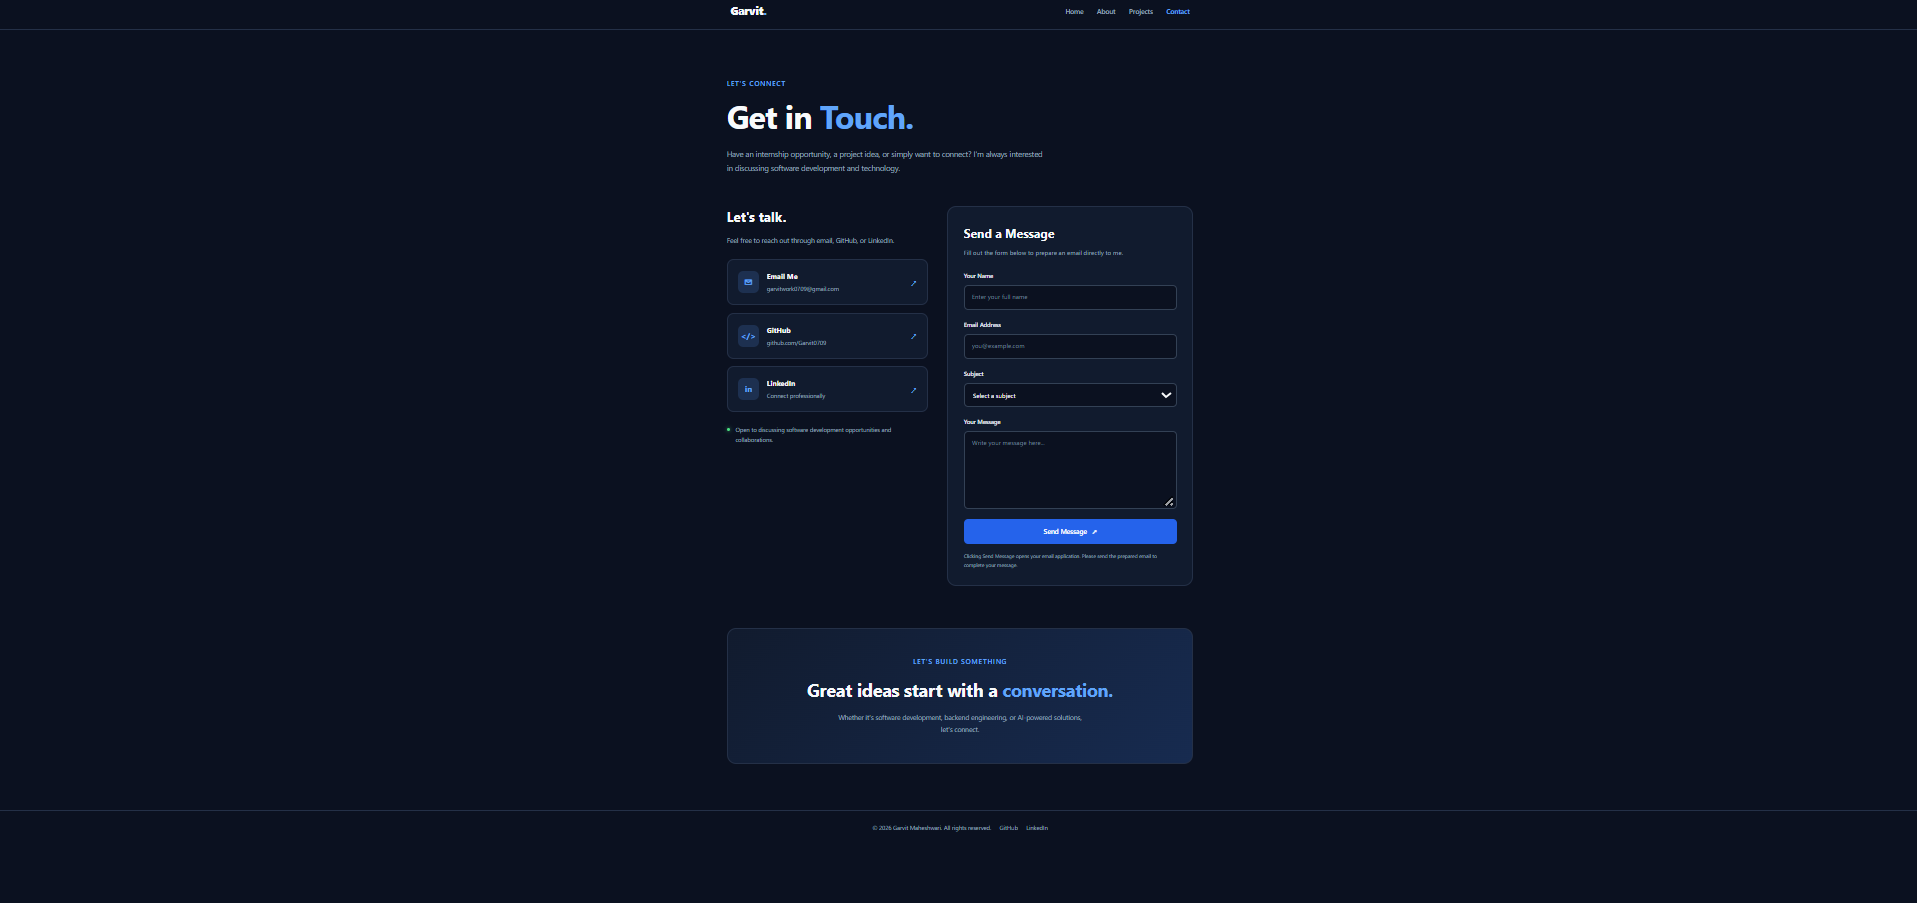 Garvit.
Home About Projects Contact
LET'S CONNECT
Get in Touch.
Have an internship opportunity, a project idea, or simply want to connect? I'm always interested
in discussing software development and technology.
Let's talk.
Feel free to reach out through email, GitHub, or LinkedIn.
Email Me
garvitwork0709@gmail.com
</>
GitHub
github.com/Garvit0709
in
LinkedIn
Connect professionally
Open to discussing software development opportunities and
collaborations.
Send a Message
Fill out the form below to prepare an email directly to me.
Your Name
Enter your full name
Email Address
you@example.com
Subject
Select a subject
Your Message
Write your message here...
Send Message
Clicking Send Message opens your email application. Please send the prepared email to
complete your message.
LET'S BUILD SOMETHING
Great ideas start with a conversation.
Whether it's software development, backend engineering, or AI-powered solutions,
let's connect.
© 2026 Garvit Maheshwari. All rights reserved. GitHub LinkedIn